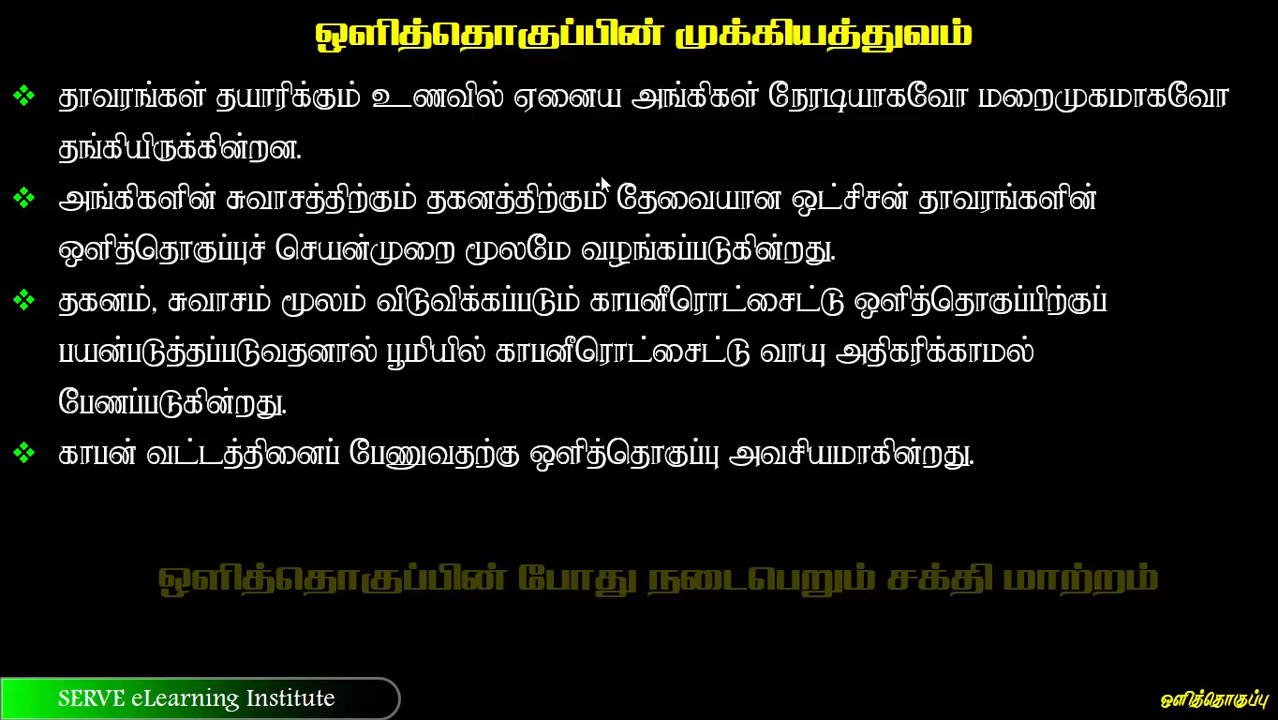 ஒளித்தொகுப்பின் முக்கியத்துவம்
❖ தாவரங்கள் தயாரிக்கும் உணவில் ஏனைய அங்கிகள் நேரடியாகவோ மறைமுகமாகவோ
தங்கியிருக்கின்றன.
❖ அங்கிகளின் சுவாசத்திற்கும் தகனத்திற்கும் தேவையான ஒட்சிசன் தாவரங்களின்
ஒளித்தொகுப்புச் செயன்முறை மூலமே வழங்கப்படுகின்றது.
❖ தகனம், சுவாசம் மூலம் விடுவிக்கப்படும் காபனீரொட்சைட்டு ஒளித்தொகுப்பிற்குப்
பயன்படுத்தப்படுவதனால் பூமியில் காபனீரொட்சைட்டு வாயு அதிகரிக்காமல்
பேணப்படுகின்றது.
❖ காபன் வட்டத்தினைப் பேணுவதற்கு ஒளித்தொகுப்பு அவசியமாகின்றது.
ஒளித்தொகுப்பின் போது நடைபெறும் சக்தி மாற்றம்
SERVE eLearning Institute
ஒளித்தொகுப்பு